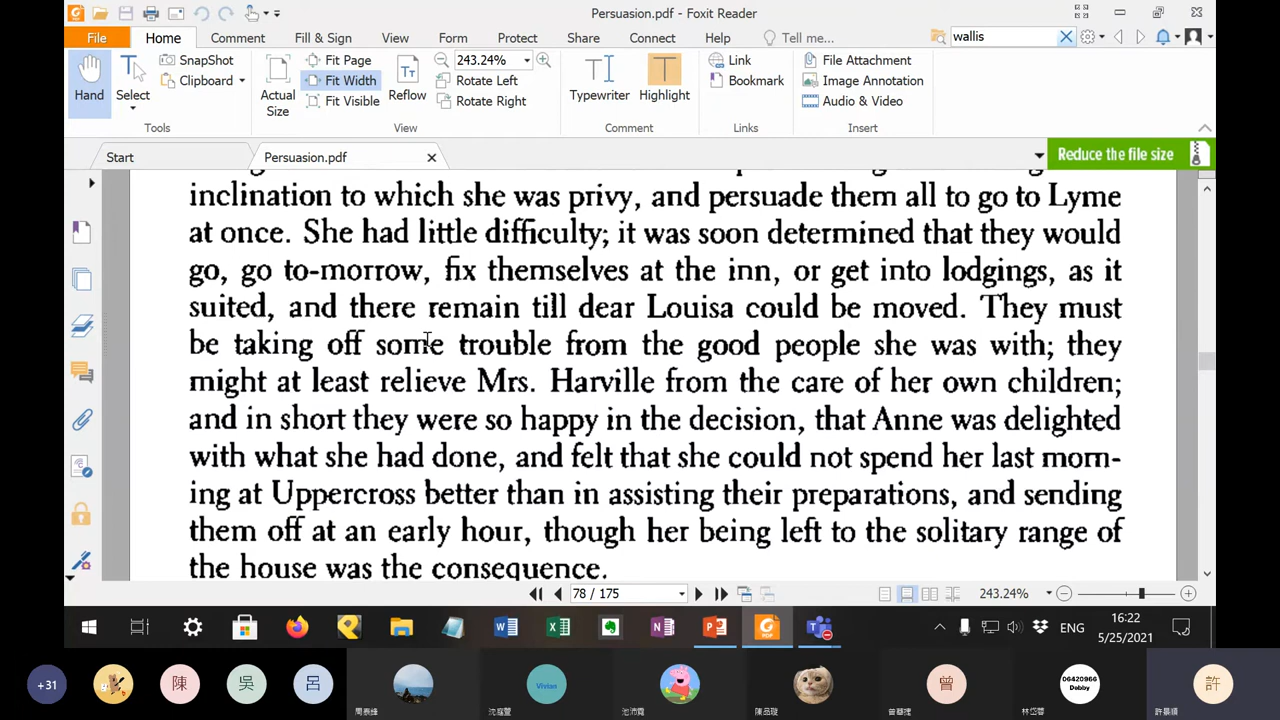 Persuasion.pdf - Foxit Reader
File Home Comment Fill & Sign View Form Protect Share Connect Help Tell me... wallis
Hand
Select
SnapShot
Clipboard
Tools
Actual Size
Fit Page
Fit Width
Fit Visible
Reflow
243.24%
Rotate Left
Rotate Right
View
Typewriter
Highlight
Comment
Link
Bookmark
Links
File Attachment
Image Annotation
Audio & Video
Insert
Start Persuasion.pdf Reduce the file size
inclination to which she was privy, and persuade them all to go to Lyme
at once. She had little difficulty; it was soon determined that they would
go, go to-morrow, fix themselves at the inn, or get into lodgings, as it
suited, and there remain till dear Louisa could be moved. They must
be taking off some trouble from the good people she was with; they
might at least relieve Mrs. Harville from the care of her own children;
and in short they were so happy in the decision, that Anne was delighted
with what she had done, and felt that she could not spend her last morn-
ing at Uppercross better than in assisting their preparations, and sending
them off at an early hour, though her being left to the solitary range of
the house was the consequence.
78 / 175 243.24%
ENG
16:22
5/25/2021
+31 陳 吳 呂 Vivian 曾 06420966 Debby 許